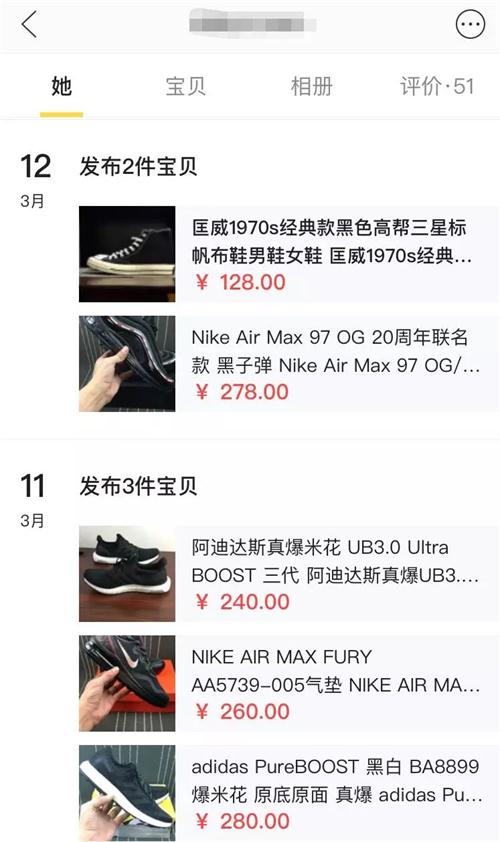 她
宝贝
相册
评价·51
12
3月
发布2件宝贝
匡威1970s经典款黑色高帮三星标
帆布鞋男鞋女鞋 匡威1970s经典...
¥ 128.00
Nike Air Max 97 OG 20周年联名
款 黑子弹 Nike Air Max 97 OG/...
¥ 278.00
11
3月
发布3件宝贝
阿迪达斯真爆米花 UB3.0 Ultra
BOOST 三代 阿迪达斯真爆UB3....
¥ 240.00
NIKE AIR MAX FURY
AA5739-005气垫 NIKE AIR MA...
¥ 260.00
adidas PureBOOST 黑白 BA8899
爆米花 原底原面 真爆 adidas Pu...
¥ 280.00